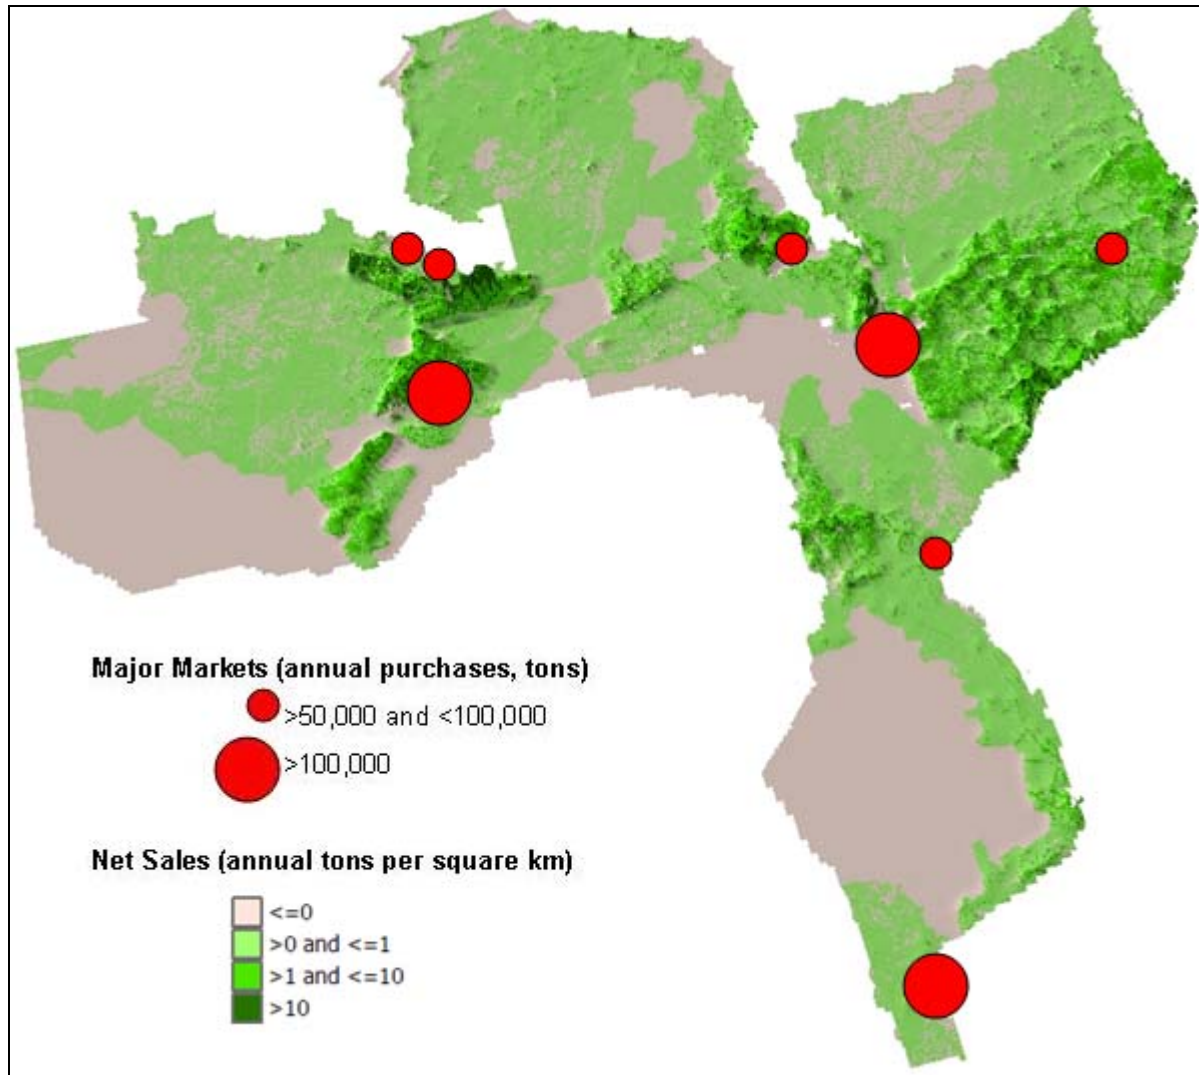 Major Markets (annual purchases, tons)
>50,000 and <100,000
>100,000
Net Sales (annual tons per square km)
<=0
>0 and <=1
>1 and <=10
>10